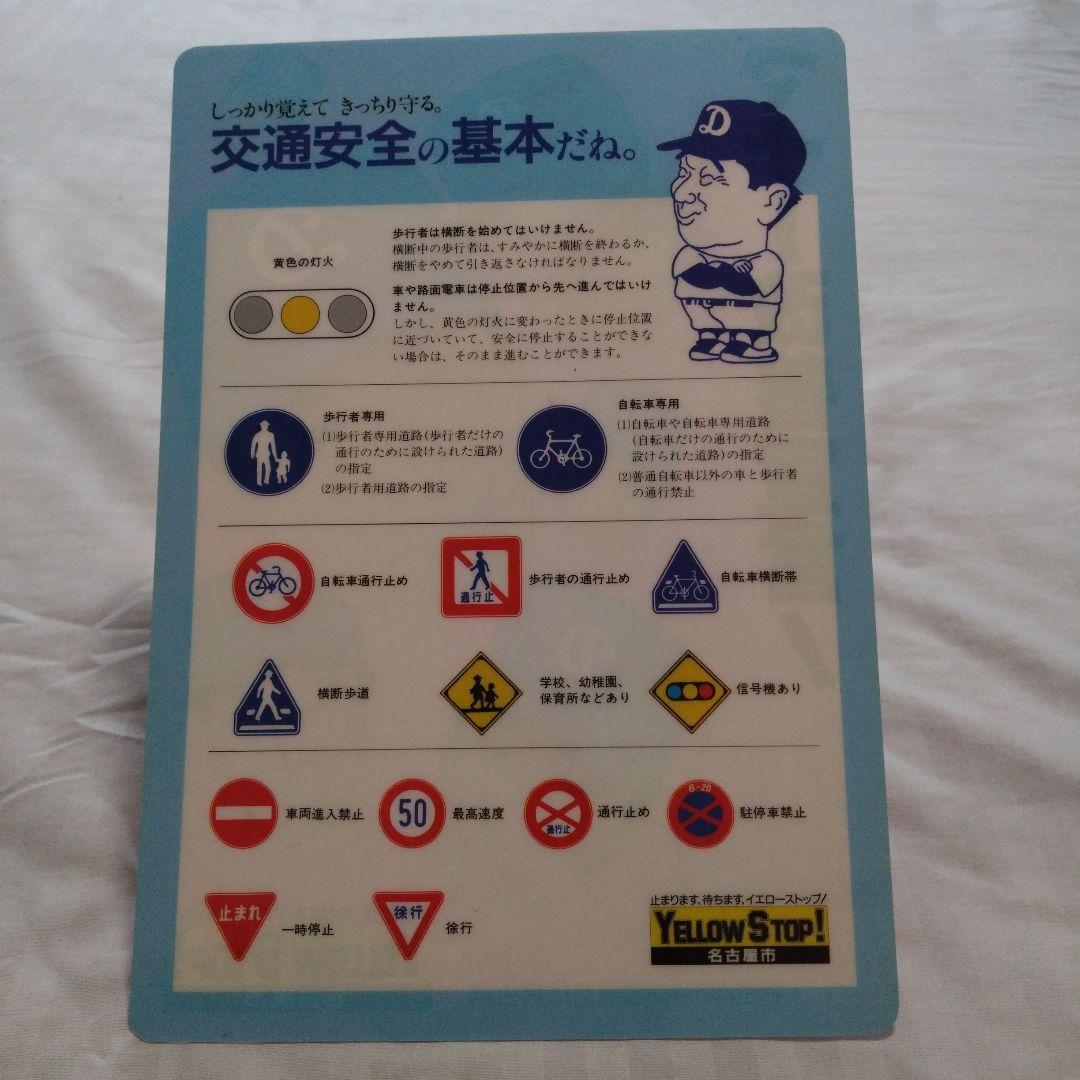 しっかり覚えて きっちり守る。
交通安全の基本だね。
D
黄色の灯火
歩行者は横断を始めてはいけません。
横断中の歩行者は、すみやかに横断を終わるか、
横断をやめて引き返さなければなりません。
車や路面電車は停止位置から先へ進んではいけ
ません。
しかし、黄色の灯火に変わったときに停止位置
に近づいていて、安全に停止することができな
い場合は、そのまま進むことができます。
歩行者専用
(1)歩行者専用道路(歩行者だけの
通行のために設けられた道路)
の指定
(2)歩行者用道路の指定
自転車専用
(1)自転車や自転車専用道路
(自転車だけの通行のために
設けられた道路)の指定
(2)普通自転車以外の車と歩行者
の通行禁止
自転車通行止め
通行止
歩行者の通行止め
自転車横断帯
横断歩道
学校、幼稚園、
保育所などあり
信号機あり
車両進入禁止
50
最高速度
通行止
通行止め
8-20
駐停車禁止
止まれ
一時停止
徐行
徐行
止まります、待ちます、イエローストップ!
YELLOW STOP!
名古屋市